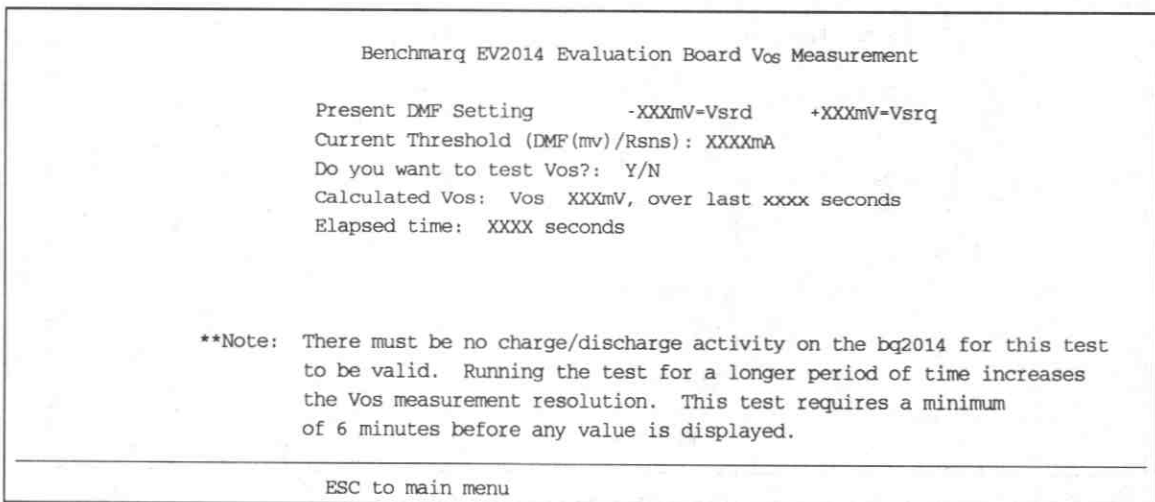 Benchmarq EV2014 Evaluation Board Vos Measurement
Present DMF Setting -XXXmV=Vsrd +XXXmV=Vsrq
Current Threshold (DMF(mv)/Rsns): XXXXmA
Do you want to test Vos?: Y/N
Calculated Vos: Vos XXXmV, over last xxxx seconds
Elapsed time: XXXX seconds
**Note: There must be no charge/discharge activity on the bq2014 for this test
to be valid. Running the test for a longer period of time increases
the Vos measurement resolution. This test requires a minimum
of 6 minutes before any value is displayed.
ESC to main menu